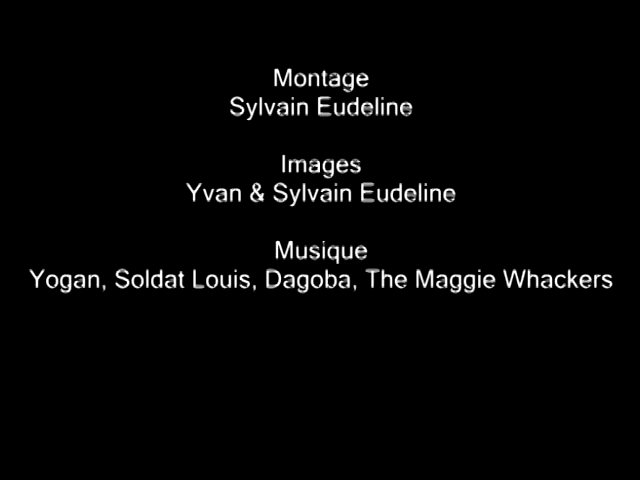 Montage
Sylvain Eudeline
Images
Yvan & Sylvain Eudeline
Musique
Yogan, Soldat Louis, Dagoba, The Maggie Whackers